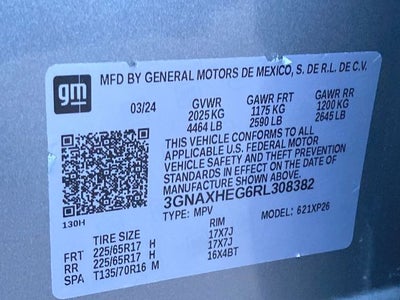 gm
MFD BY GENERAL MOTORS DE MEXICO, S. DE R.L. DE C.V.
03/24 GVWR GAWR FRT GAWR RR
2025 KG 1175 KG 1200 KG
4464 LB 2590 LB 2645 LB
THIS VEHICLE CONFORMS TO ALL
APPLICABLE U.S. FEDERAL MOTOR
VEHICLE SAFETY AND THEFT PREVENTION
STANDARDS IN EFFECT ON THE DATE OF
MANUFACTURE SHOWN ABOVE.
3GNAXHEG6RL308382
130H
TYPE: MPV MODEL: 621XP26
TIRE SIZE RIM
FRT 225/65R17 H 17X7J
RR 225/65R17 H 17X7J
SPA T135/70R16 M 16X4BT